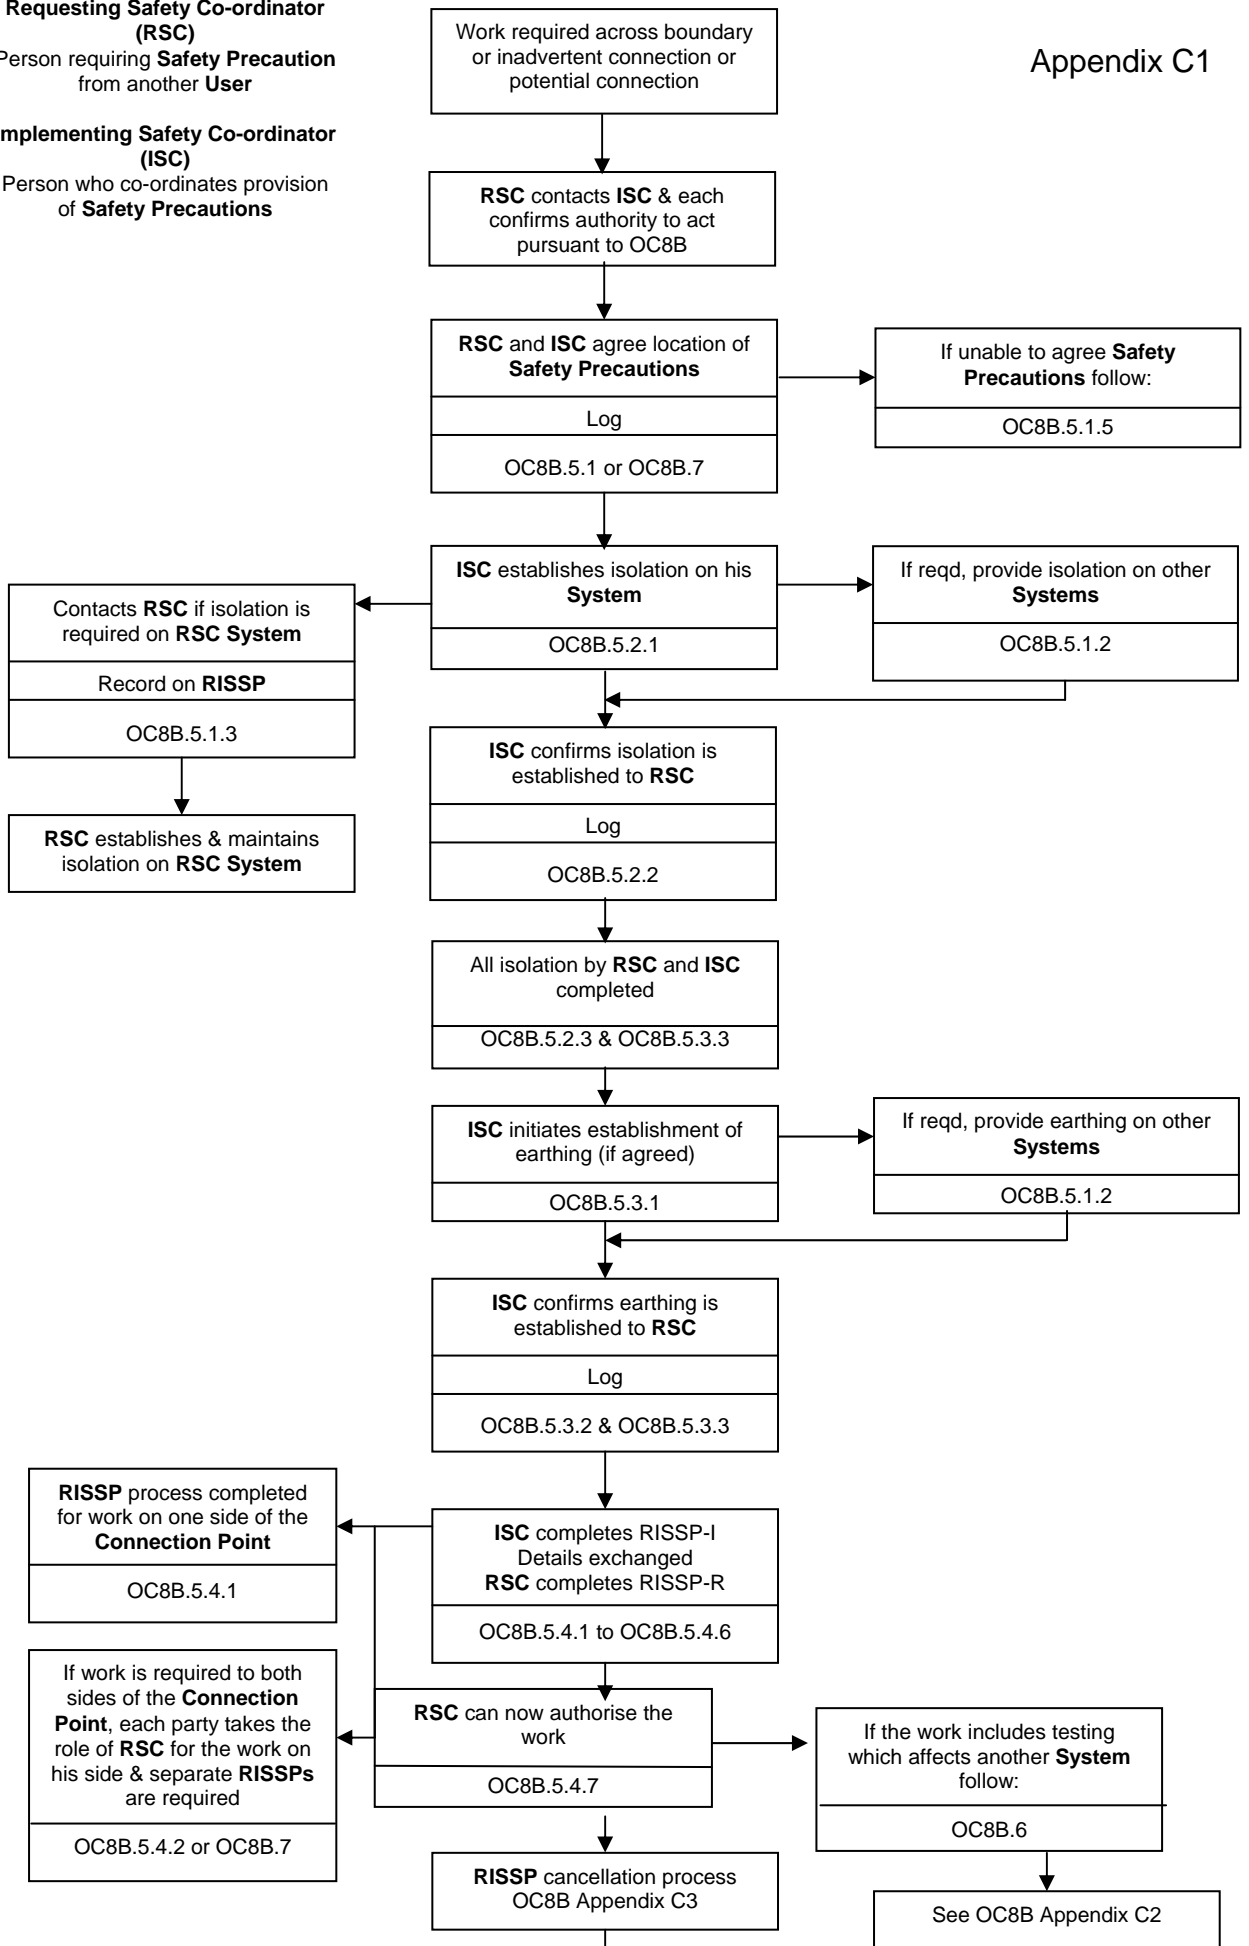 Requesting Safety Co-ordinator
(RSC)
Person requiring Safety Precaution
from another User
Implementing Safety Co-ordinator
(ISC)
Person who co-ordinates provision
of Safety Precautions
Appendix C1
Work required across boundary
or inadvertent connection or
potential connection
RSC contacts ISC & each
confirms authority to act
pursuant to OC8B
RSC and ISC agree location of
Safety Precautions
Log
OC8B.5.1 or OC8B.7
If unable to agree Safety
Precautions follow:
OC8B.5.1.5
ISC establishes isolation on his
System
OC8B.5.2.1
If reqd, provide isolation on other
Systems
OC8B.5.1.2
Contacts RSC if isolation is
required on RSC System
Record on RISSP
OC8B.5.1.3
RSC establishes & maintains
isolation on RSC System
ISC confirms isolation is
established to RSC
Log
OC8B.5.2.2
All isolation by RSC and ISC
completed
OC8B.5.2.3 & OC8B.5.3.3
ISC initiates establishment of
earthing (if agreed)
OC8B.5.3.1
If reqd, provide earthing on other
Systems
OC8B.5.1.2
ISC confirms earthing is
established to RSC
Log
OC8B.5.3.2 & OC8B.5.3.3
RISSP process completed
for work on one side of the
Connection Point
OC8B.5.4.1
ISC completes RISSP-I
Details exchanged
RSC completes RISSP-R
OC8B.5.4.1 to OC8B.5.4.6
If work is required to both
sides of the Connection
Point, each party takes the
role of RSC for the work on
his side & separate RISSPs
are required
OC8B.5.4.2 or OC8B.7
RSC can now authorise the
work
OC8B.5.4.7
If the work includes testing
which affects another System
follow:
OC8B.6
RISSP cancellation process
OC8B Appendix C3
See OC8B Appendix C2